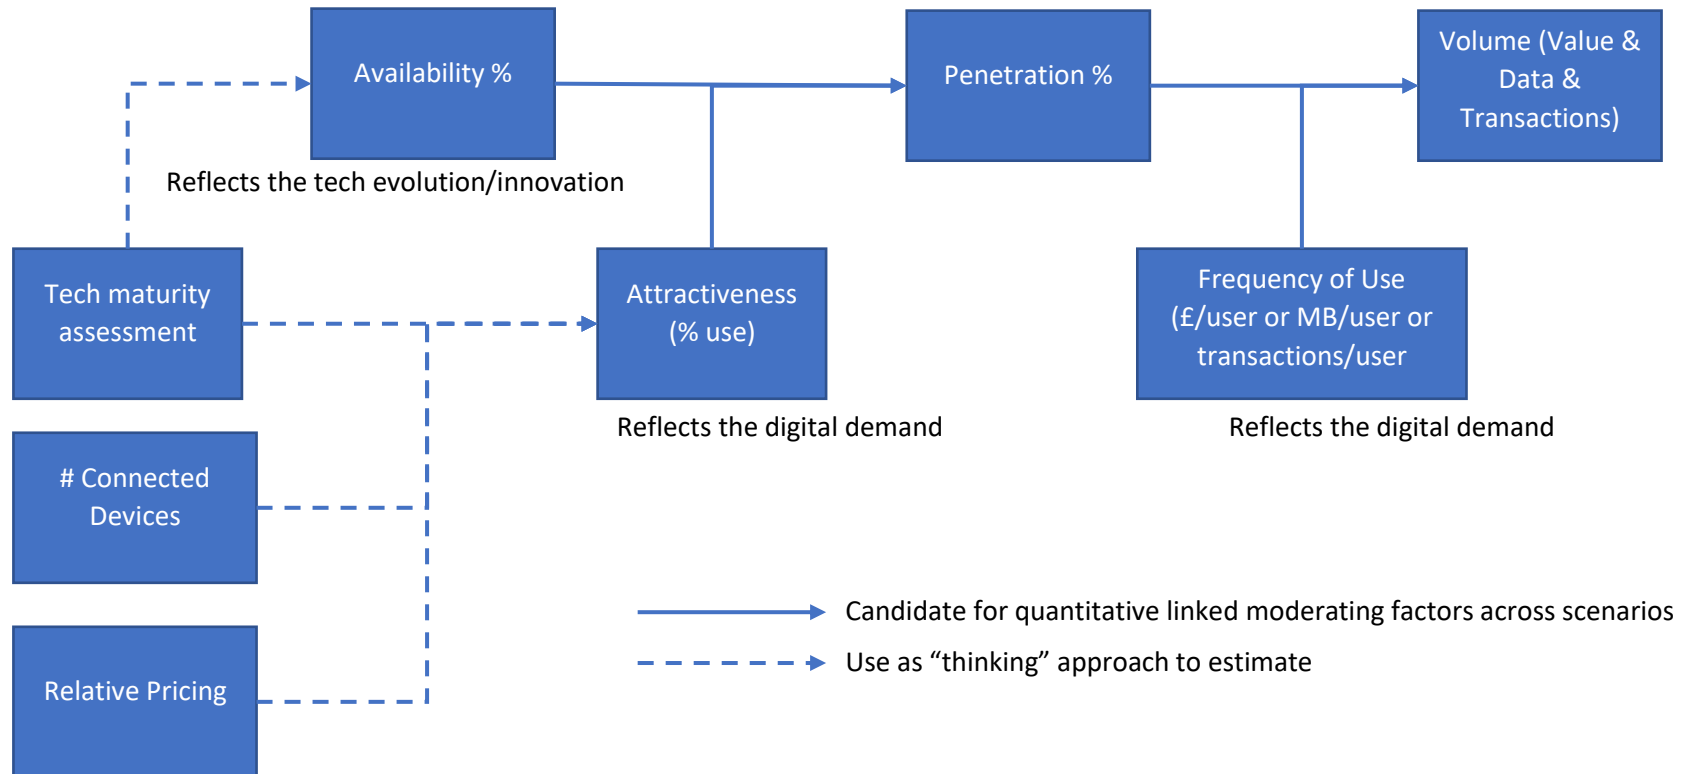 Availability %
Penetration %
Volume (Value &
Data &
Transactions)
Reflects the tech evolution/innovation
Tech maturity
assessment
Attractiveness
(% use)
Frequency of Use
(£/user or MB/user or
transactions/user
Reflects the digital demand
Reflects the digital demand
# Connected
Devices
Relative Pricing
Candidate for quantitative linked moderating factors across scenarios
Use as “thinking” approach to estimate